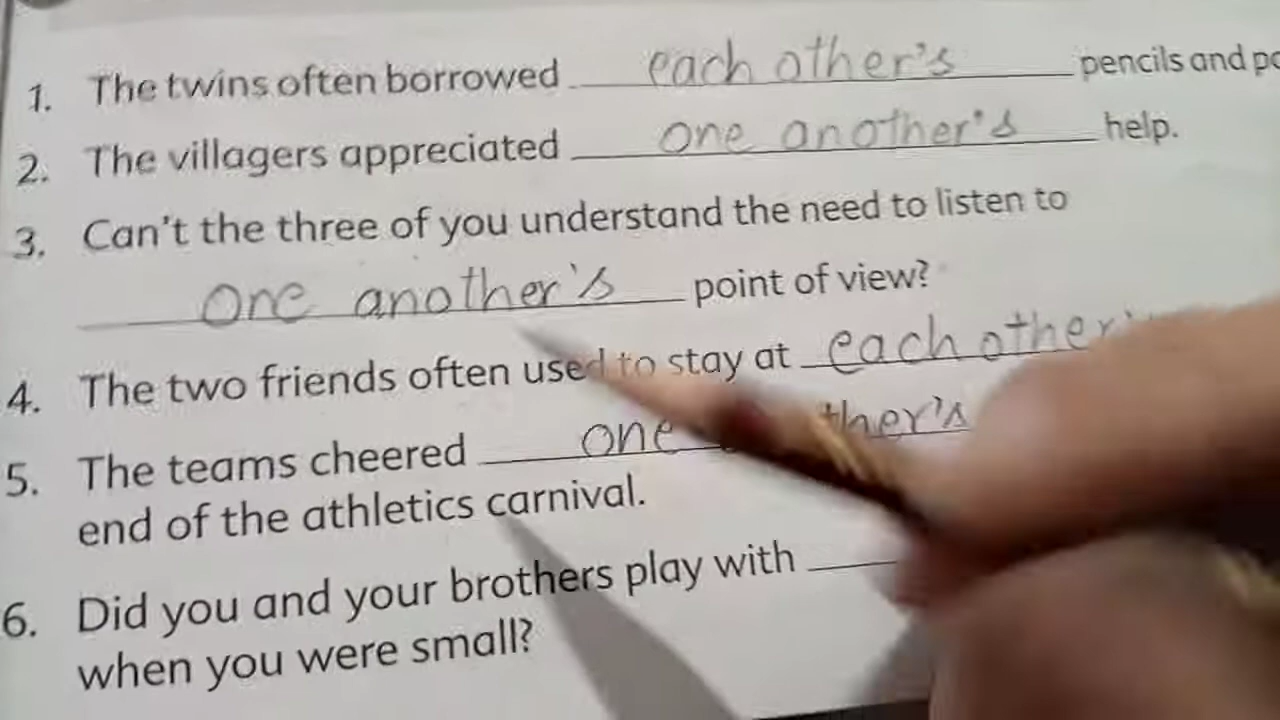 1. The twins often borrowed each other's pencils and
2. The villagers appreciated one another's help.
3. Can't the three of you understand the need to listen to
one another's point of view?
4. The two friends often used to stay at each other's
5. The teams cheered one
end of the athletics carnival.
6. Did you and your brothers play with
when you were small?